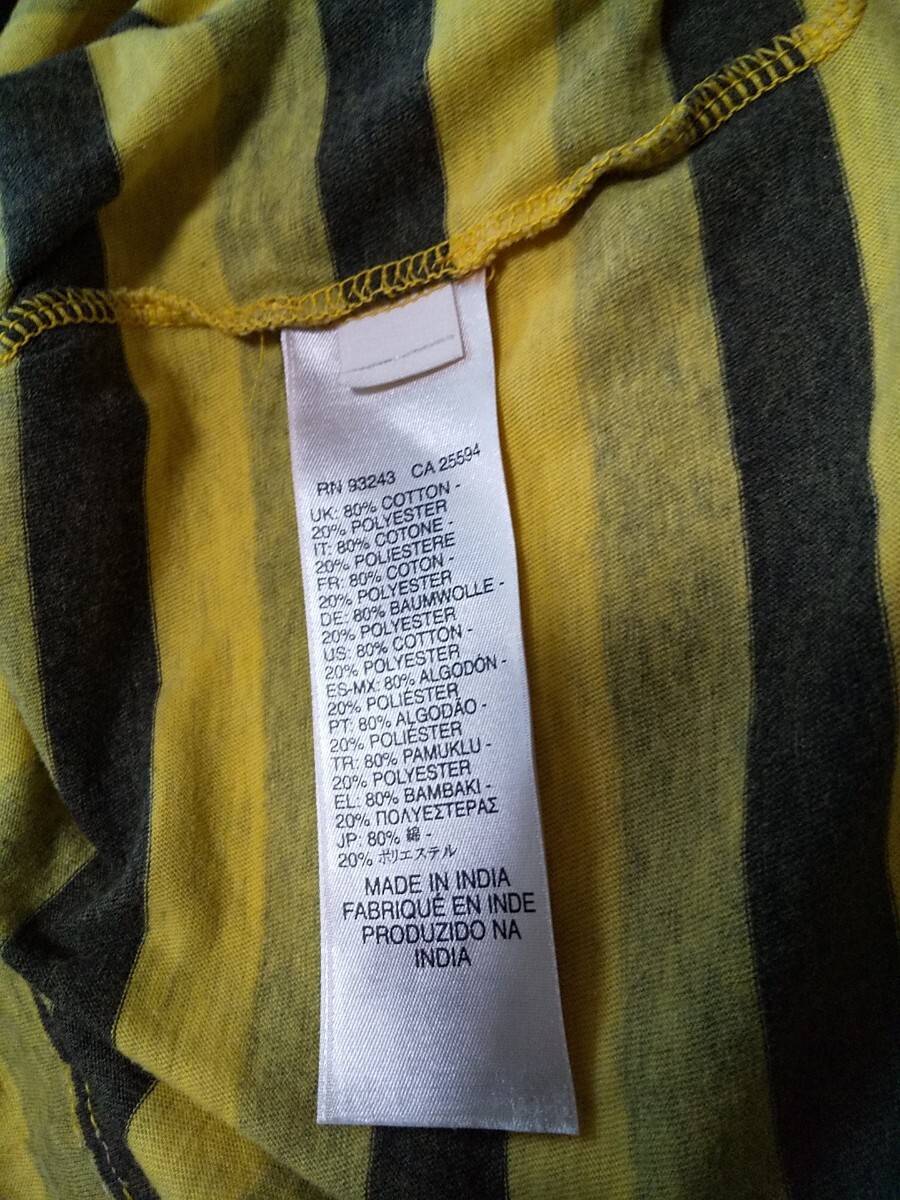 RN 93243 CA 25594
UK: 80% COTTON -
20% POLYESTER
IT: 80% COTONE -
20% POLIESTERE
FR: 80% COTON -
20% POLYESTER
DE: 80% BAUMWOLLE -
20% POLYESTER
US: 80% COTTON -
20% POLYESTER
ES-MX: 80% ALGODÓN -
20% POLIÉSTER
PT: 80% ALGODÃO -
20% POLIÉSTER
TR: 80% PAMUKLU -
20% POLYESTER
EL: 80% ΒΑΜΒΑΚΙ -
20% ΠΟΛΥΕΣΤΕΡΑΣ
JP: 80% 綿 -
20% ポリエステル
MADE IN INDIA
FABRIQUÉ EN INDE
PRODUZIDO NA
INDIA